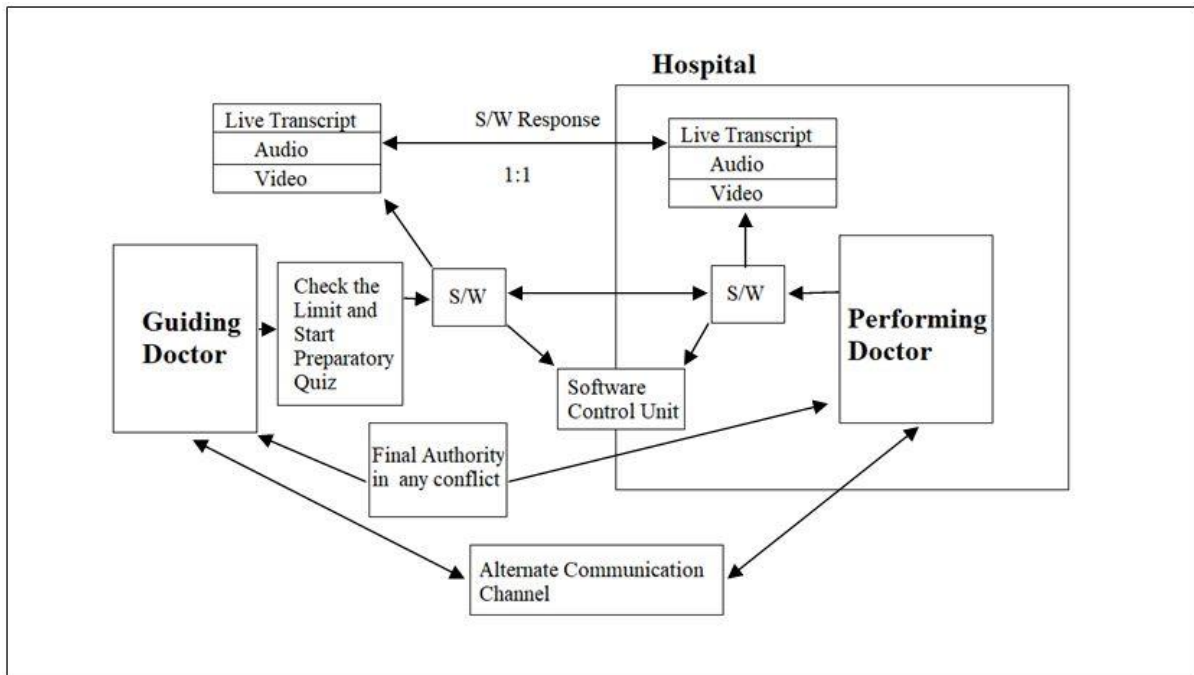 Hospital
Live Transcript
Audio
Video
S/W Response
1:1
Live Transcript
Audio
Video
Guiding
Doctor
Check the
Limit and
Start
Preparatory
Quiz
S/W
S/W
Performing
Doctor
Software
Control Unit
Final Authority
in any conflict
Alternate Communication
Channel